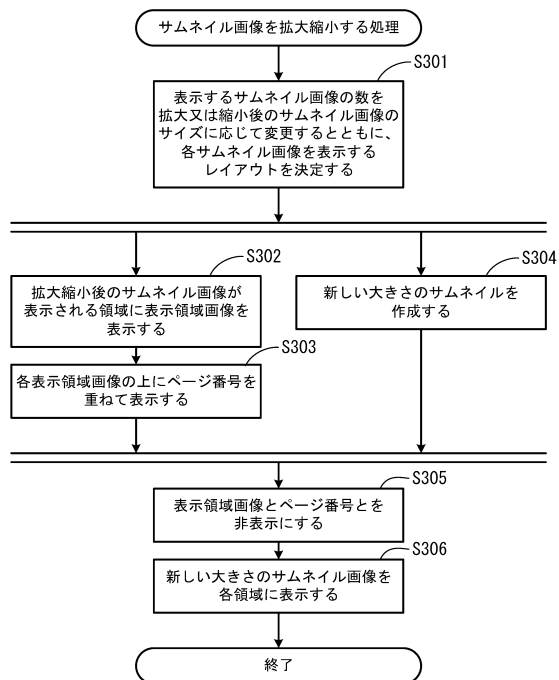 サムネイル画像を拡大縮小する処理
S301
表示するサムネイル画像の数を
拡大又は縮小後のサムネイル画像の
サイズに応じて変更するとともに、
各サムネイル画像を表示する
レイアウトを決定する
S302
拡大縮小後のサムネイル画像が
表示される領域に表示領域画像を
表示する
S303
各表示領域画像の上にページ番号を
重ねて表示する
S304
新しい大きさのサムネイルを
作成する
S305
表示領域画像とページ番号とを
非表示にする
S306
新しい大きさのサムネイル画像を
各領域に表示する
終了